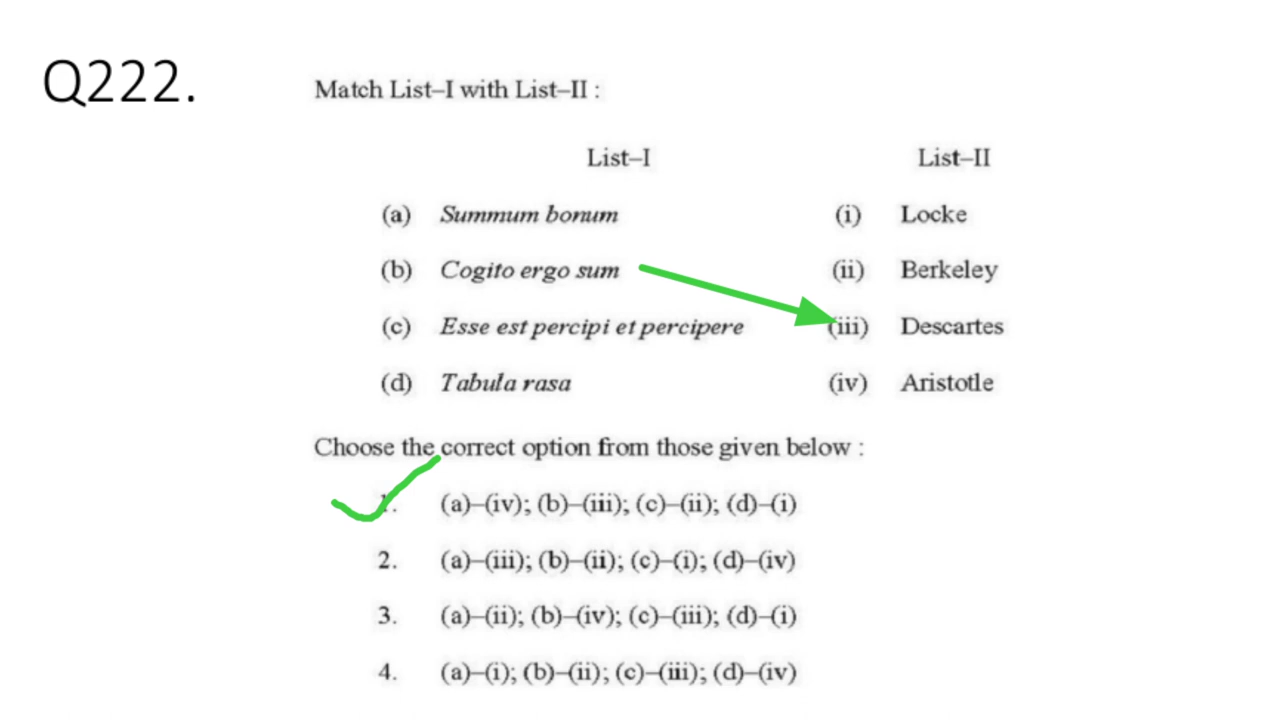 Q222.
Match List–I with List–II :
List–I List–II
(a) Summum bonum (i) Locke
(b) Cogito ergo sum (ii) Berkeley
(c) Esse est percipi et percipere (iii) Descartes
(d) Tabula rasa (iv) Aristotle
Choose the correct option from those given below :
1. (a)–(iv); (b)–(iii); (c)–(ii); (d)–(i)
2. (a)–(iii); (b)–(ii); (c)–(i); (d)–(iv)
3. (a)–(ii); (b)–(iv); (c)–(iii); (d)–(i)
4. (a)–(i); (b)–(ii); (c)–(iii); (d)–(iv)